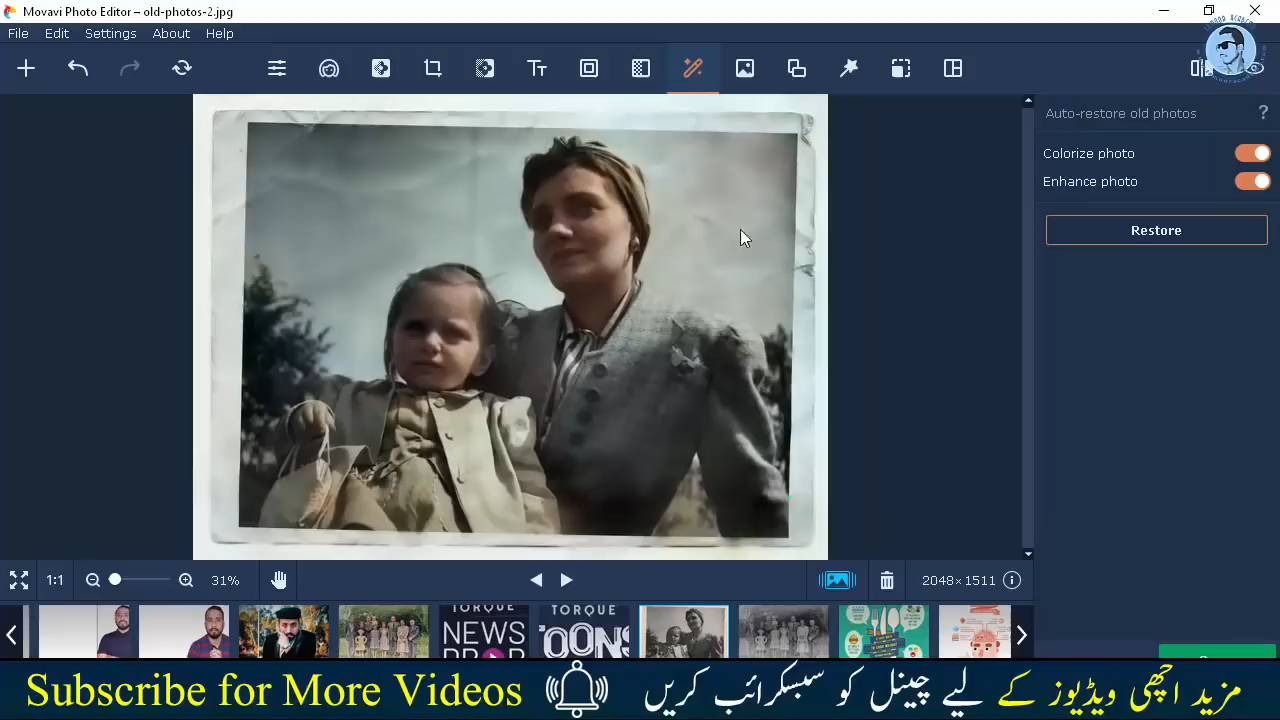 Movavi Photo Editor – old-photos-2.jpg
File Edit Settings About Help
Auto-restore old photos ?
Colorize photo
Enhance photo
Restore
1:1
31%
2048×1511
TORQUE
NEWS
TORQUE
Subscribe for More Videos
مزید اچھی ویڈیوز کے لیے چینل کو سبسکرائب کریں